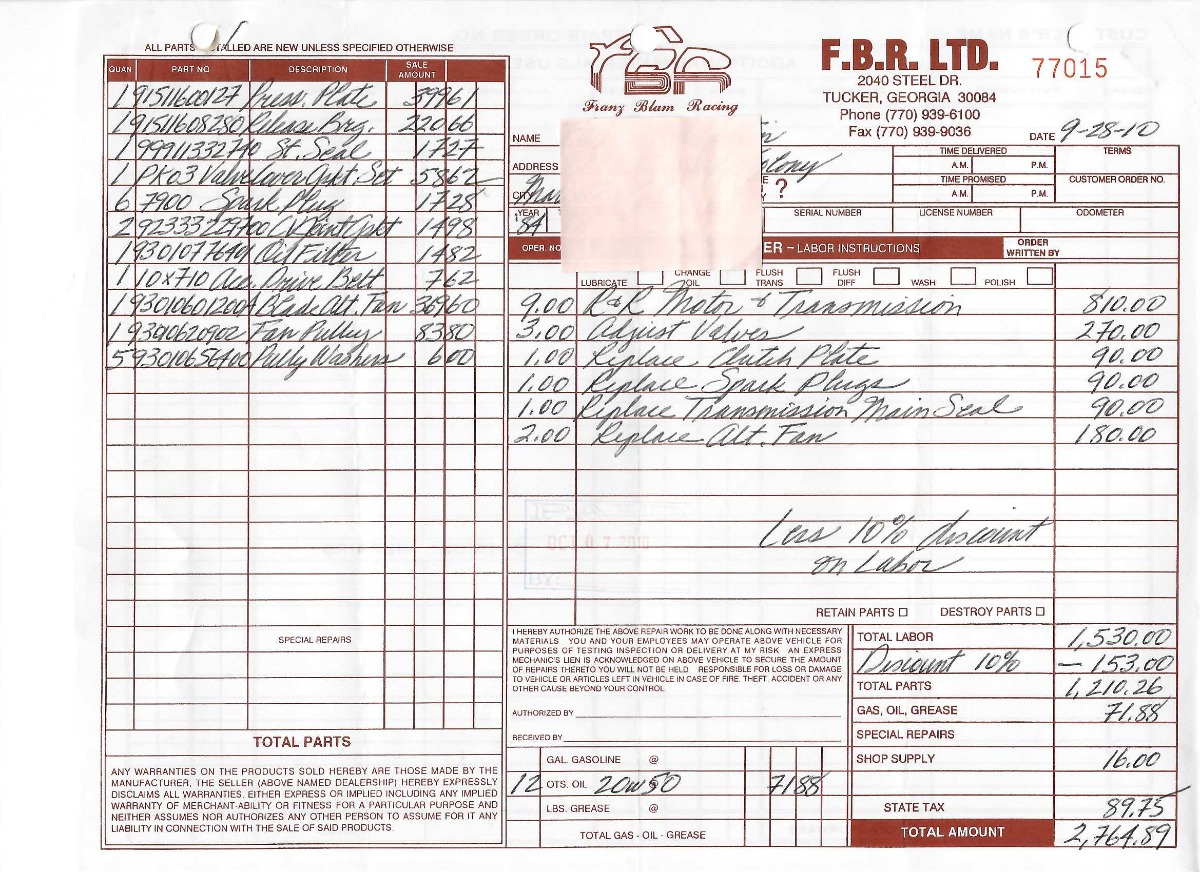 ALL PARTS INSTALLED ARE NEW UNLESS SPECIFIED OTHERWISE
QUAN PART NO DESCRIPTION SALE AMOUNT
1 91511600127 Press. Plate 399 61
1 91511608280 Release Brg. 220 66
1 99911332740 St. Seal 17 27
1 PK03 Valve Cover Gskt. Set 58 62
6 7900 Spark Plug 17 28
2 92333229700 CV Joint Gskt 14 98
1 93010776401 Oil Filter 14 82
1 10x710 Acc. Drive Belt 7 62
1 93010601200A Blade Alt. Fan 369 60
1 93010620902 Fan Pulley 83 80
5 93010656400 Pully Washers 6 00
SPECIAL REPAIRS
TOTAL PARTS
ANY WARRANTIES ON THE PRODUCTS SOLD HEREBY ARE THOSE MADE BY THE
MANUFACTURER, THE SELLER (ABOVE NAMED DEALERSHIP) HEREBY EXPRESSLY
DISCLAIMS ALL WARRANTIES. EITHER EXPRESS OR IMPLIED INCLUDING ANY IMPLIED
WARRANTY OF MERCHANT-ABILITY OR FITNESS FOR A PARTICULAR PURPOSE AND
NEITHER ASSUMES NOR AUTHORIZES ANY OTHER PERSON TO ASSUME FOR IT ANY
LIABILITY IN CONNECTION WITH THE SALE OF SAID PRODUCTS.
FBR
Franz Blam Racing
F.B.R. LTD.
2040 STEEL DR.
TUCKER, GEORGIA 30084
Phone (770) 939-6100
Fax (770) 939-9036
77015
DATE 9-28-10
NAME
ADDRESS olony
CITY ?
TIME DELIVERED
A.M. P.M.
TIME PROMISED
A.M. P.M.
TERMS
CUSTOMER ORDER NO.
YEAR 84
SERIAL NUMBER LICENSE NUMBER ODOMETER
OPER. NO ER – LABOR INSTRUCTIONS ORDER WRITTEN BY
LUBRICATE CHANGE OIL FLUSH TRANS FLUSH DIFF WASH POLISH
9.00 R&R Motor & Transmission 810.00
3.00 Adjust Valves 270.00
1.00 Replace Clutch Plate 90.00
1.00 Replace Spark Plugs 90.00
1.00 Replace Transmission Main Seal 90.00
2.00 Replace Alt. Fan 180.00
OCT 07 2010
BY:
Less 10% discount
on Labor
RETAIN PARTS DESTROY PARTS
I HEREBY AUTHORIZE THE ABOVE REPAIR WORK TO BE DONE ALONG WITH NECESSARY
MATERIALS. YOU AND YOUR EMPLOYEES MAY OPERATE ABOVE VEHICLE FOR
PURPOSES OF TESTING INSPECTION OR DELIVERY AT MY RISK. AN EXPRESS
MECHANIC'S LIEN IS ACKNOWLEDGED ON ABOVE VEHICLE TO SECURE THE AMOUNT
OF REPAIRS THERETO YOU WILL NOT BE HELD RESPONSIBLE FOR LOSS OR DAMAGE
TO VEHICLE OR ARTICLES LEFT IN VEHICLE IN CASE OF FIRE. THEFT. ACCIDENT OR ANY
OTHER CAUSE BEYOND YOUR CONTROL.
AUTHORIZED BY
RECEIVED BY
GAL. GASOLINE @
12 QTS. OIL 20w50 @ 71 88
LBS. GREASE @
TOTAL GAS - OIL - GREASE
TOTAL LABOR 1,530.00
Discount 10% – 153.00
TOTAL PARTS 1,210.26
GAS, OIL, GREASE 71.88
SPECIAL REPAIRS
SHOP SUPPLY 16.00
STATE TAX 89.75
TOTAL AMOUNT 2,764.89